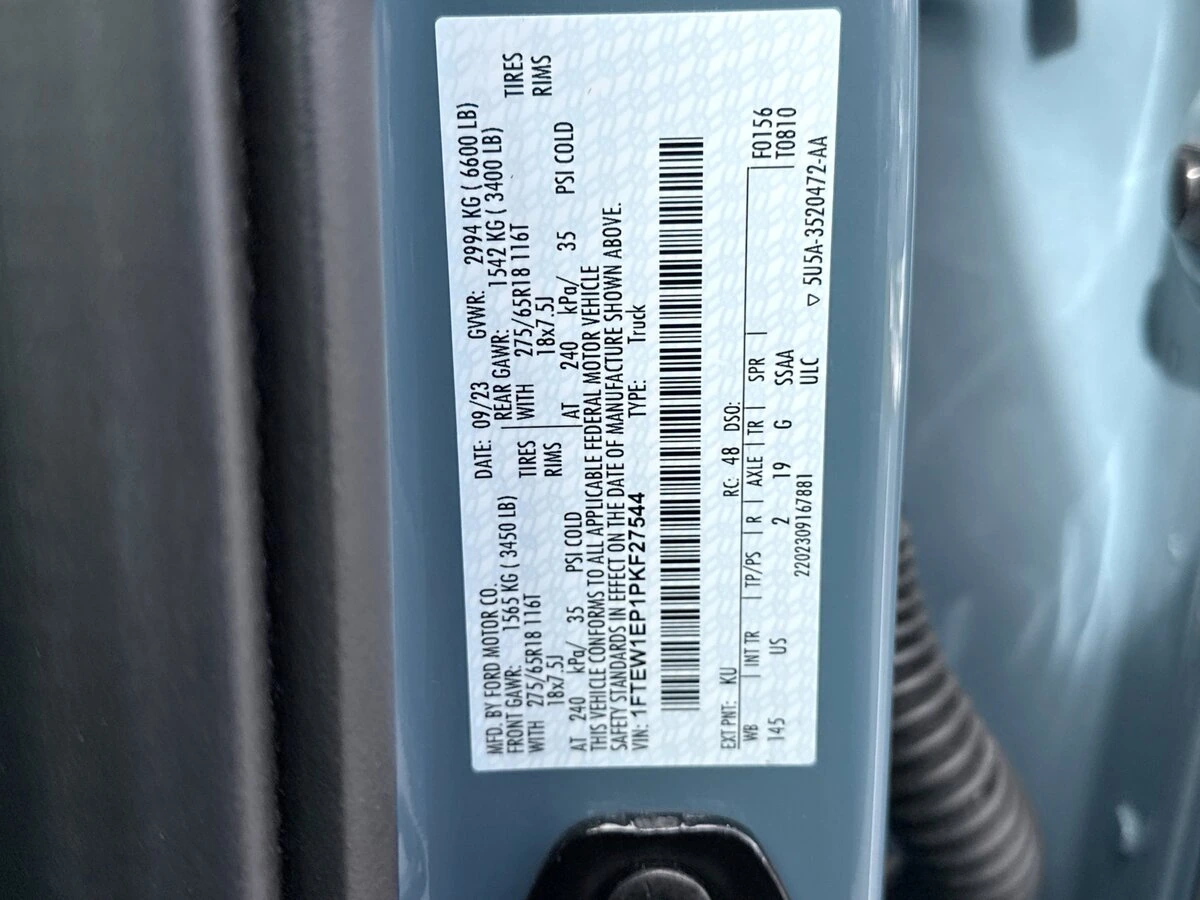 MFD. BY FORD MOTOR CO.
DATE: 09/23 GVWR: 2994 KG ( 6600 LB)
FRONT GAWR: 1565 KG ( 3450 LB) REAR GAWR: 1542 KG ( 3400 LB)
WITH 275/65R18 116T TIRES WITH 275/65R18 116T TIRES
18x7.5J RIMS 18x7.5J RIMS
AT 240 kPa/ 35 PSI COLD AT 240 kPa/ 35 PSI COLD
THIS VEHICLE CONFORMS TO ALL APPLICABLE FEDERAL MOTOR VEHICLE
SAFETY STANDARDS IN EFFECT ON THE DATE OF MANUFACTURE SHOWN ABOVE.
VIN: 1FTEW1EP1PKF27544 TYPE: Truck
EXT PNT: KU RC: 48 DSO: F0156
WB | INT TR | TP/PS | R | AXLE | TR | SPR | T0810
145 US 2 19 G SSAA
2202309167881 ULC ▽ 5U5A-3520472-AA